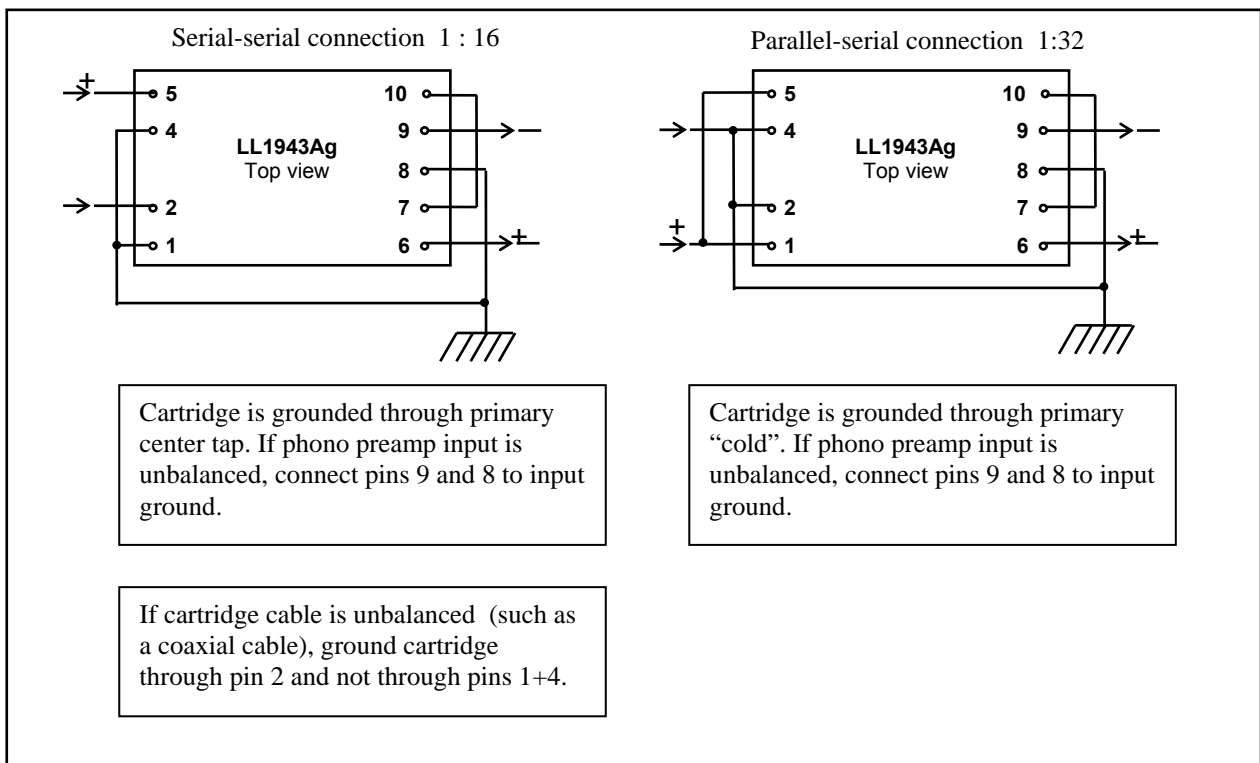 Serial-serial connection 1 : 16
+
5
4
2
1
LL1943Ag
Top view
10
9
8
7
6
+
Cartridge is grounded through primary
center tap. If phono preamp input is
unbalanced, connect pins 9 and 8 to input
ground.
If cartridge cable is unbalanced (such as
a coaxial cable), ground cartridge
through pin 2 and not through pins 1+4.
Parallel-serial connection 1:32
5
4
2
+
1
LL1943Ag
Top view
10
9
8
7
6
+
Cartridge is grounded through primary
“cold”. If phono preamp input is
unbalanced, connect pins 9 and 8 to input
ground.